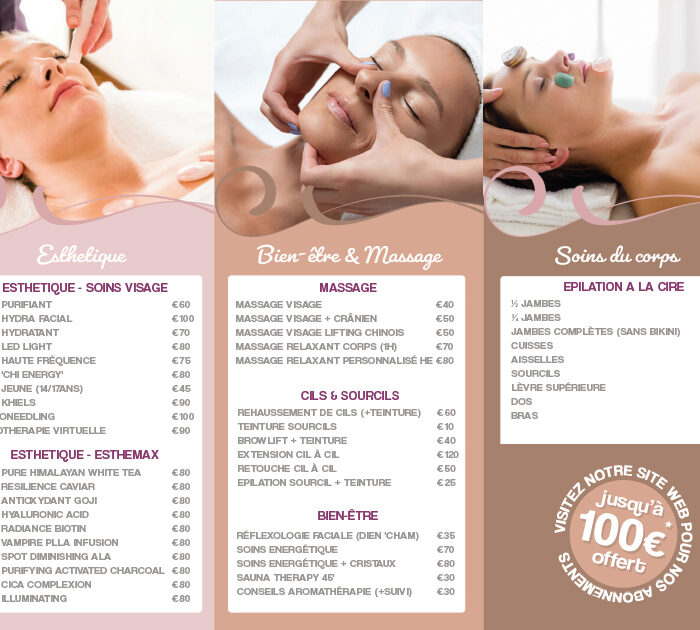 Esthetique
ESTHETIQUE - SOINS VISAGE
PURIFIANT €60
HYDRA FACIAL €100
HYDRATANT €70
LED LIGHT €80
HAUTE FRÉQUENCE €75
'CHI ENERGY' €80
JEUNE (14/17ANS) €45
KHIELS €90
ONEEDLING €100
OTHERAPIE VIRTUELLE €90
ESTHETIQUE - ESTHEMAX
PURE HIMALAYAN WHITE TEA €80
RESILIENCE CAVIAR €80
ANTIOXYDANT GOJI €80
HYALURONIC ACID €80
RADIANCE BIOTIN €80
VAMPIRE PLLA INFUSION €80
SPOT DIMINISHING ALA €80
PURIFYING ACTIVATED CHARCOAL €80
CICA COMPLEXION €80
ILLUMINATING €80
Bien-être & Massage
MASSAGE
MASSAGE VISAGE €40
MASSAGE VISAGE + CRÂNIEN €50
MASSAGE VISAGE LIFTING CHINOIS €50
MASSAGE RELAXANT CORPS (1H) €70
MASSAGE RELAXANT PERSONNALISÉ HE €80
CILS & SOURCILS
REHAUSSEMENT DE CILS (+TEINTURE) €60
TEINTURE SOURCILS €10
BROWLIFT + TEINTURE €40
EXTENSION CIL À CIL €120
RETOUCHE CIL À CIL €50
EPILATION SOURCIL + TEINTURE €25
BIEN-ÊTRE
RÉFLEXOLOGIE FACIALE (DIEN 'CHAM) €35
SOINS ENERGÉTIQUE €70
SOINS ENERGÉTIQUE + CRISTAUX €80
SAUNA THERAPY 45' €30
CONSEILS AROMATHÉRAPIE (+SUIVI) €30
Soins du corps
EPILATION A LA CIRE
½ JAMBES
¾ JAMBES
JAMBES COMPLÈTES (SANS BIKINI)
CUISSES
AISSELLES
SOURCILS
LÈVRE SUPÉRIEURE
DOS
BRAS
VISITEZ NOTRE SITE WEB POUR NOS ABONNEMENTS
jusqu'à
100€*
offert